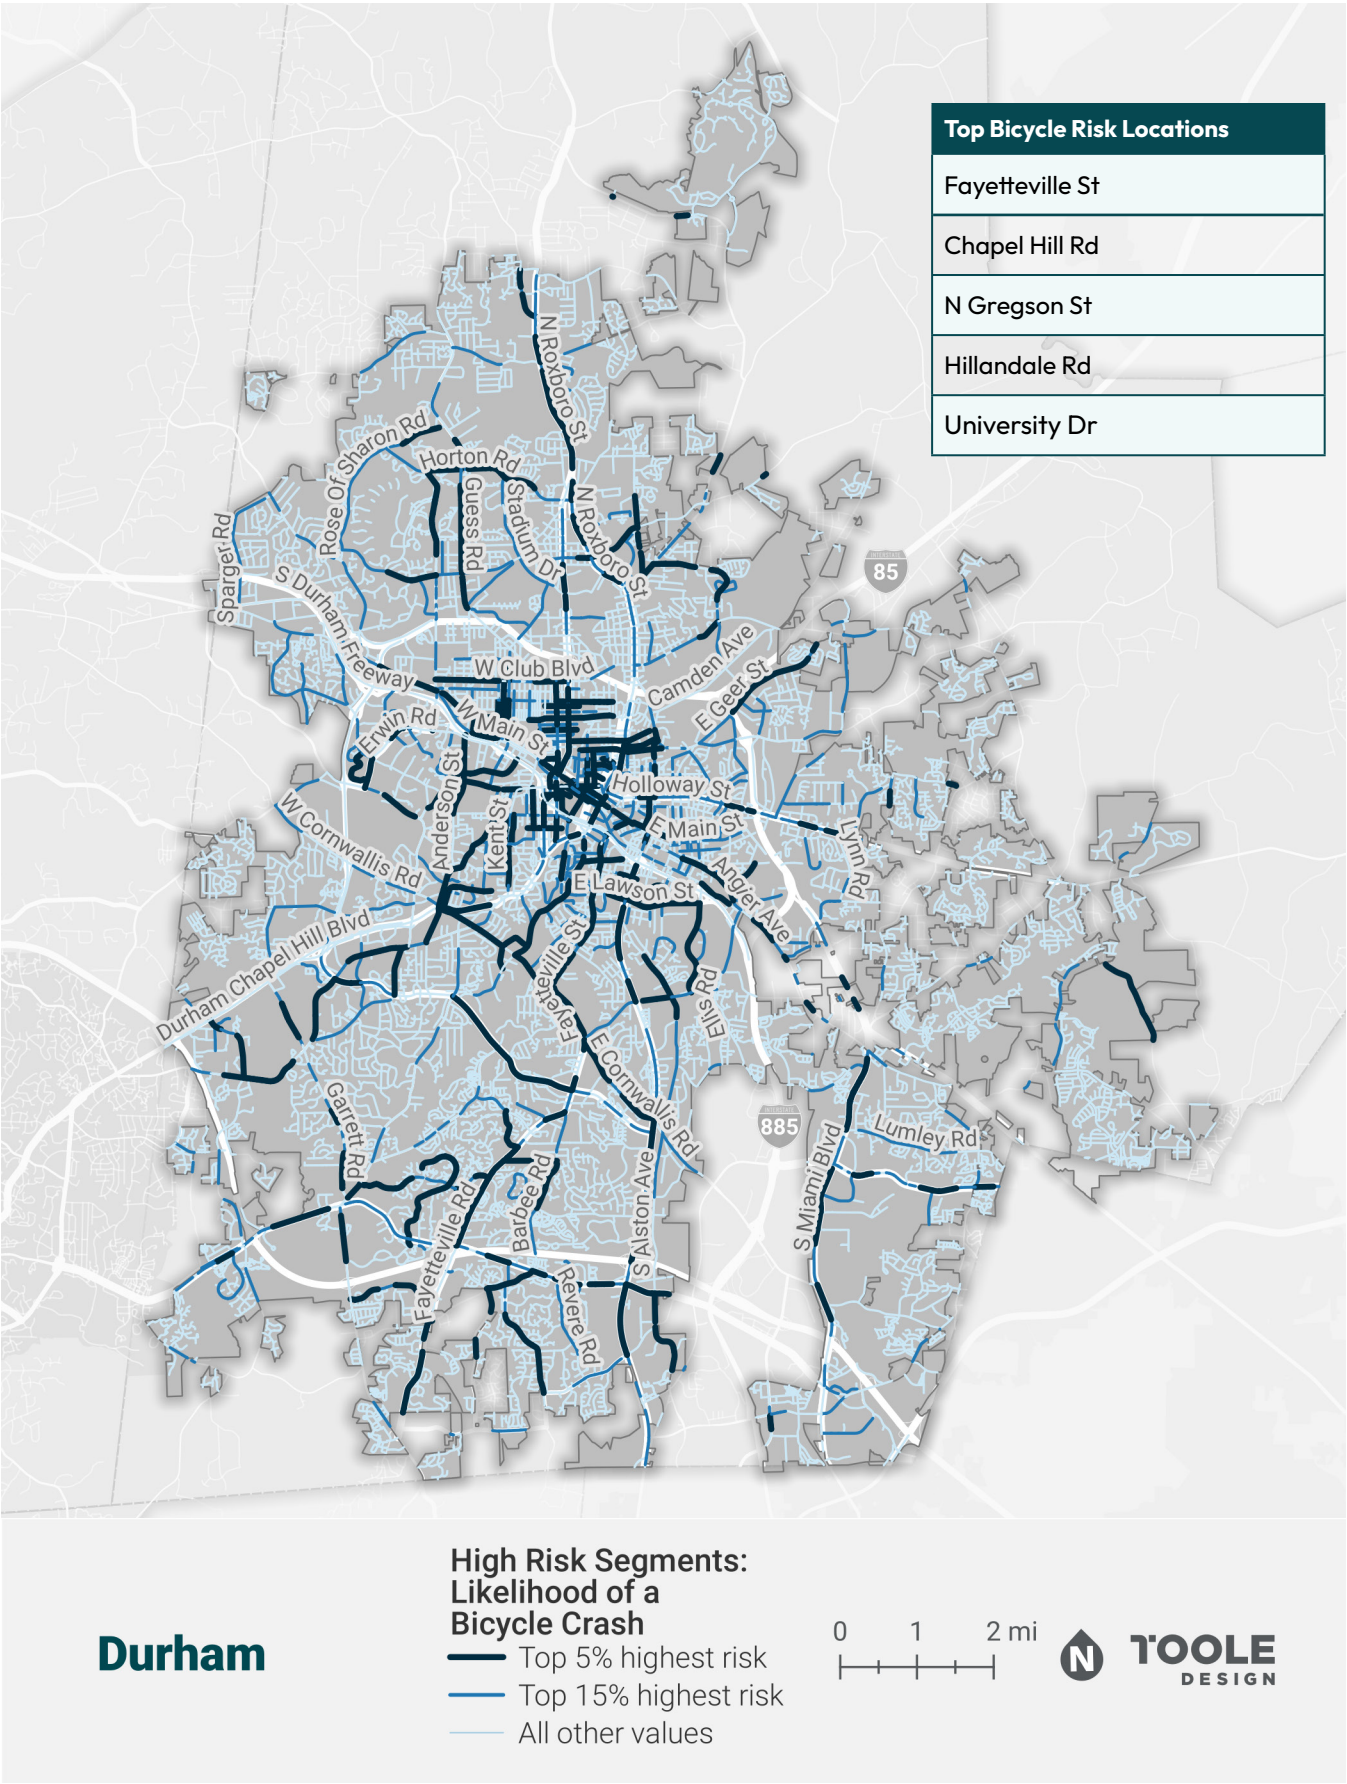 Top Bicycle Risk Locations
Fayetteville St
Chapel Hill Rd
N Gregson St
Hillandale Rd
University Dr
N Roxboro St
Rose Of Sharon Rd
Horton Rd
Guess Rd
Stadium Dr
N Roxboro St
Sparger Rd
S Durham Freeway
INTERSTATE
85
W Club Blvd
Camden Ave
E Geer St
Erwin Rd
W Main St
Anderson St
Kent St
Holloway St
E Main St
Lynn Rd
W Cornwallis Rd
E Lawson St
Angier Ave
Durham Chapel Hill Blvd
Fayetteville St
Ellis Rd
E Cornwallis Rd
Garrett Rd
INTERSTATE
885
Lumley Rd
S Miami Blvd
Fayetteville Rd
Barbee Rd
S Alston Ave
Revere Rd
High Risk Segments:
Likelihood of a
Bicycle Crash
Top 5% highest risk
Top 15% highest risk
All other values
Durham
0 1 2 mi
N
TOOLE
DESIGN